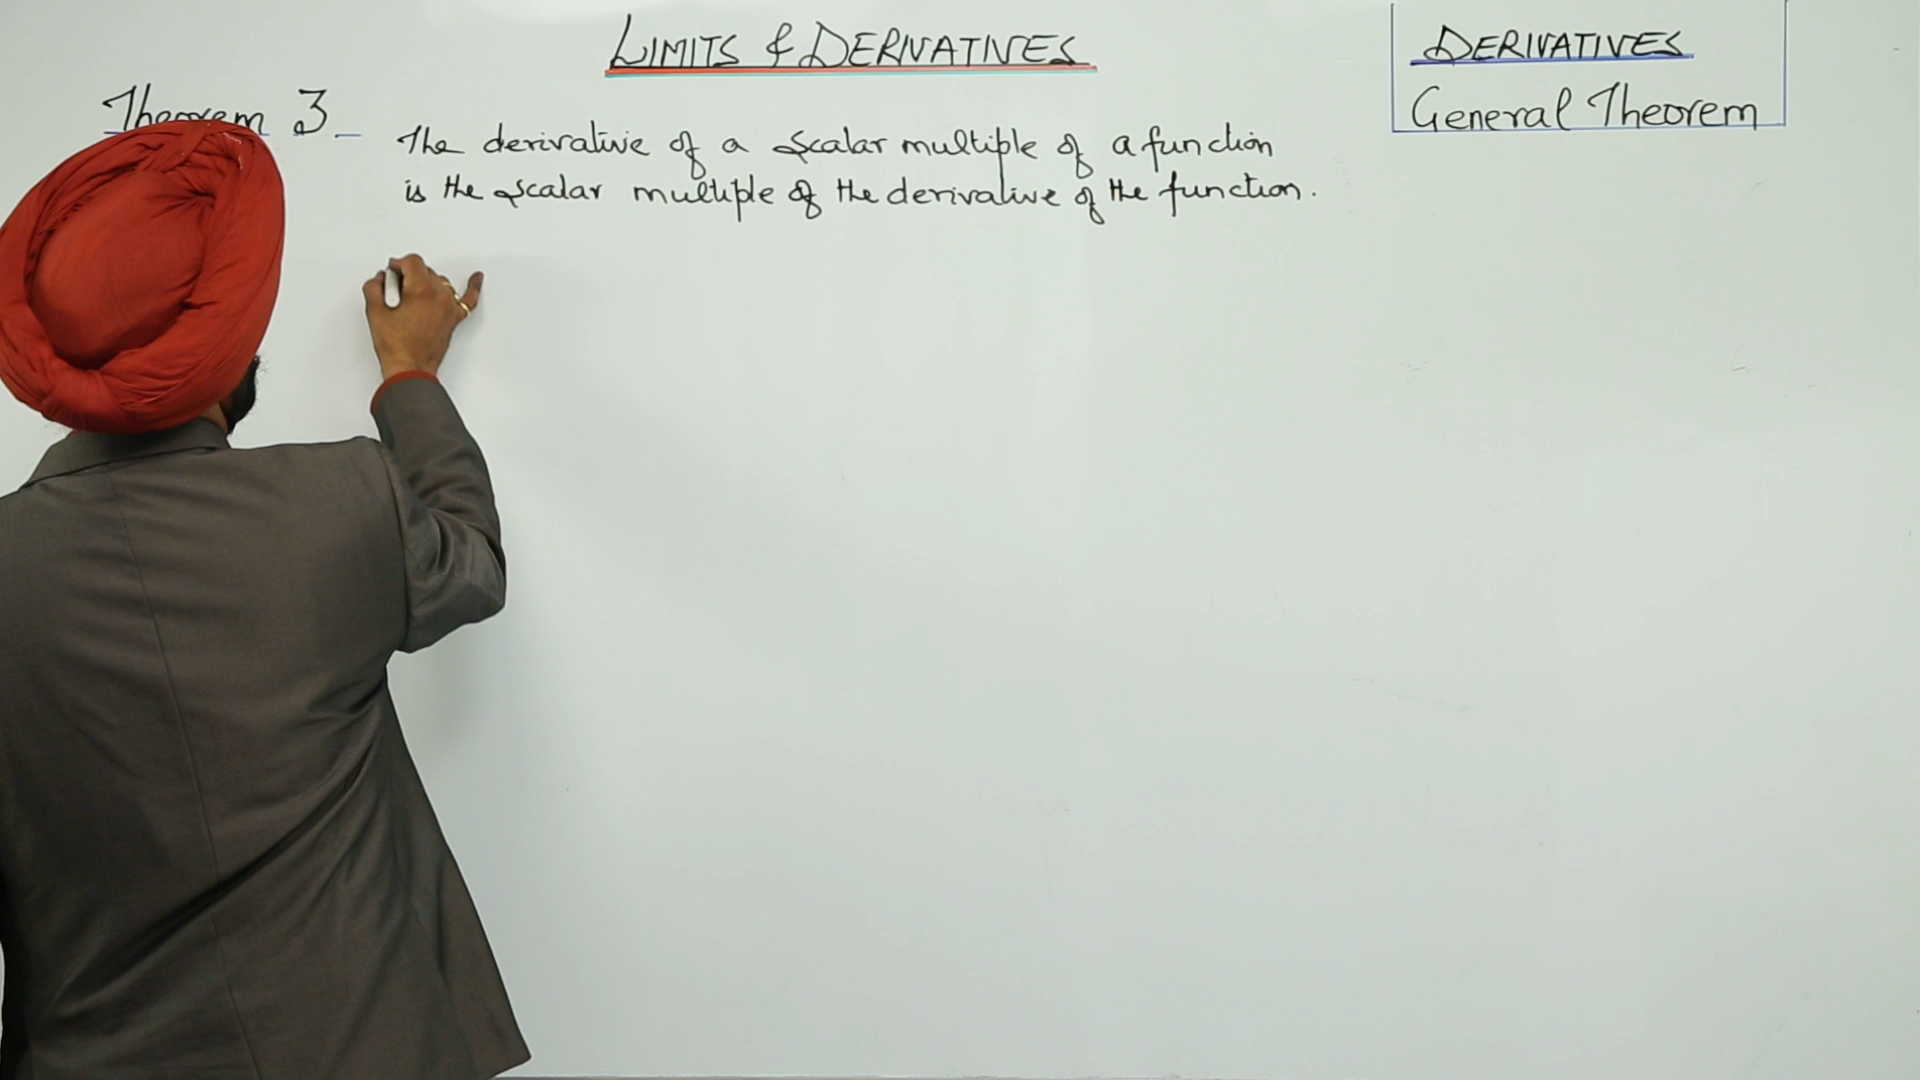 LIMITS & DERIVATIVES
DERIVATIVES
General Theorem
Theorem 3
The derivative of a scalar multiple of a function
is the scalar multiple of the derivative of the function.